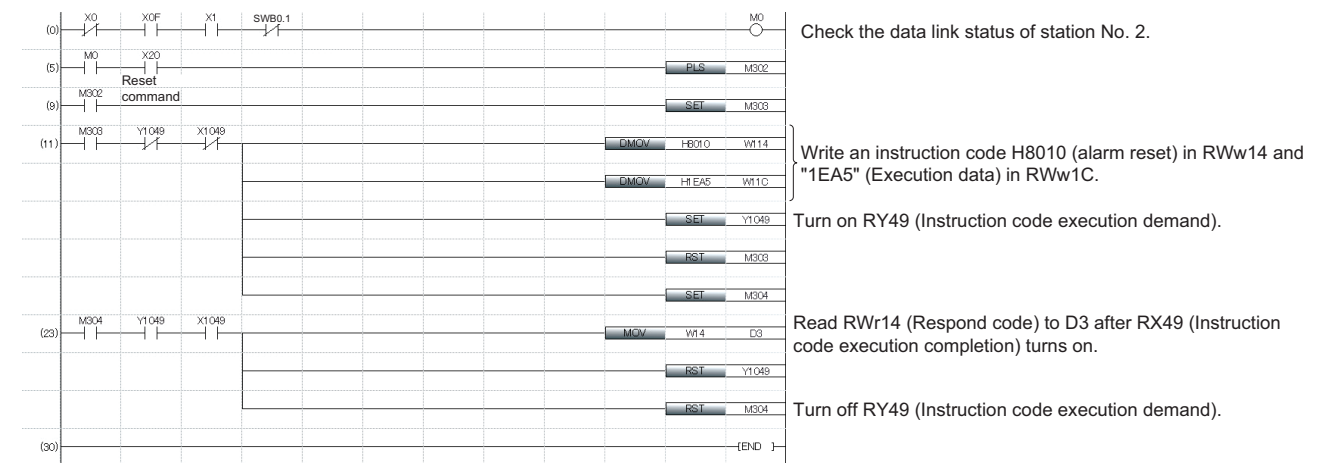 X0 X0F X1 SWB0.1 M0
(0)
Check the data link status of station No. 2.
M0 X20
(5) PLS M302
Reset
command
M302
(9) SET M303
M303 Y1049 X1049
(11) DMOV H8010 W114
DMOV H1EA5 W11C
Write an instruction code H8010 (alarm reset) in RWw14 and
"1EA5" (Execution data) in RWw1C.
SET Y1049
Turn on RY49 (Instruction code execution demand).
RST M303
SET M304
M304 Y1049 X1049
(23) MOV W14 D3
Read RWr14 (Respond code) to D3 after RX49 (Instruction
code execution completion) turns on.
RST Y1049
RST M304
Turn off RY49 (Instruction code execution demand).
(30) [END ]